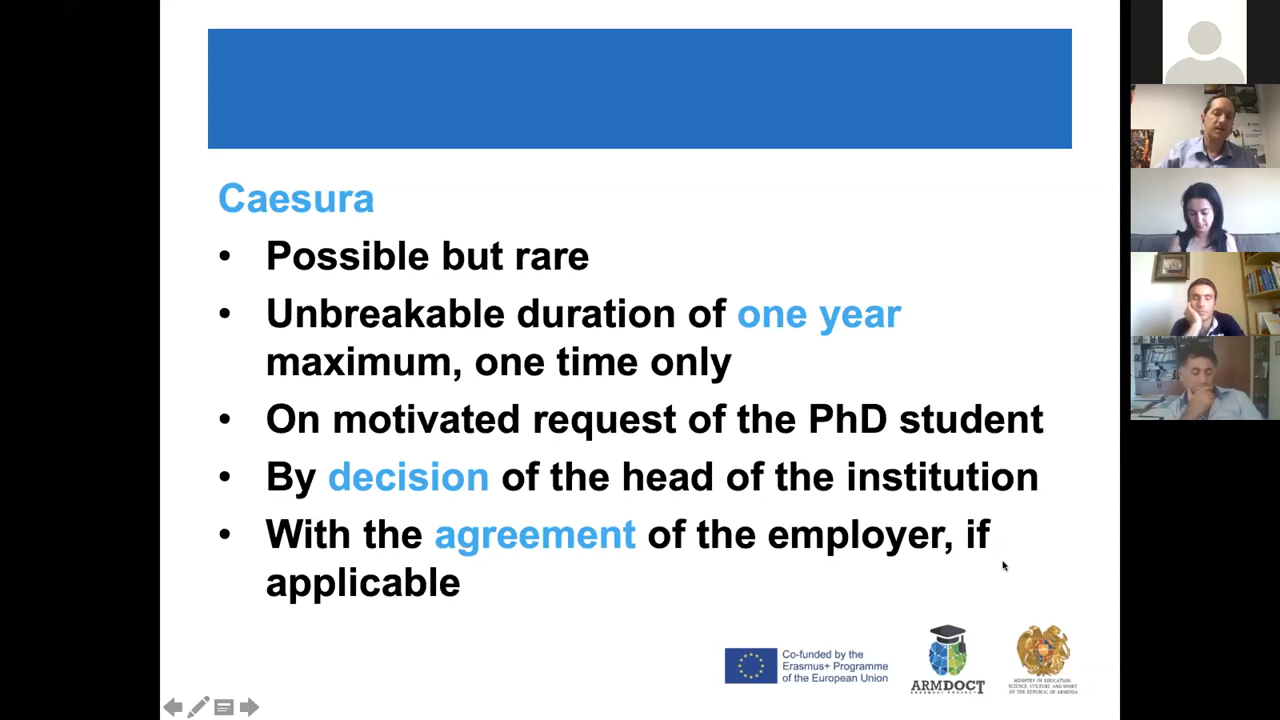 Caesura
• Possible but rare
• Unbreakable duration of one year
maximum, one time only
• On motivated request of the PhD student
• By decision of the head of the institution
• With the agreement of the employer, if
applicable
Co-funded by the
Erasmus+ Programme
of the European Union
ARMDOCT
ERASMUS+ PROJECT
MINISTRY OF EDUCATION,
SCIENCE, CULTURE AND SPORT
OF THE REPUBLIC OF ARMENIA